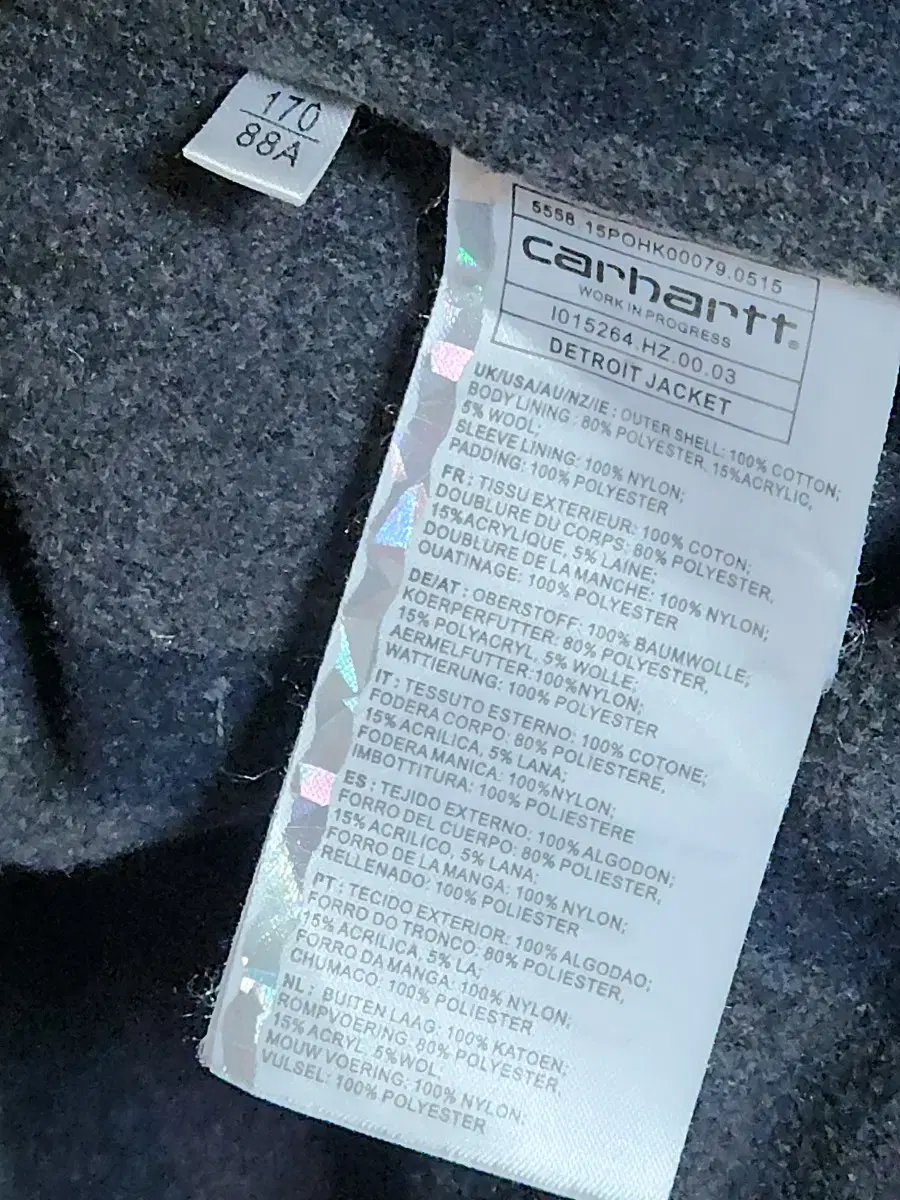 170
88A
5558.15POHK00079.0515
carhartt®
WORK IN PROGRESS
I015264.HZ.00.03
DETROIT JACKET
UK/USA/AU/NZ/IE : OUTER SHELL: 100% COTTON;
BODY LINING : 80% POLYESTER, 15%ACRYLIC,
5% WOOL;
SLEEVE LINING: 100% NYLON;
PADDING: 100% POLYESTER
FR : TISSU EXTERIEUR: 100% COTON;
DOUBLURE DU CORPS: 80% POLYESTER,
15%ACRYLIQUE, 5% LAINE;
DOUBLURE DE LA MANCHE: 100% NYLON;
OUATINAGE: 100% POLYESTER
DE/AT : OBERSTOFF: 100% BAUMWOLLE;
KOERPERFUTTER: 80% POLYESTER,
15% POLYACRYL, 5% WOLLE;
AERMELFUTTER:100%NYLON;
WATTIERUNG: 100% POLYESTER
IT : TESSUTO ESTERNO: 100% COTONE;
FODERA CORPO: 80% POLIESTERE,
15% ACRILICA, 5% LANA;
FODERA MANICA: 100%NYLON;
IMBOTTITURA: 100% POLIESTERE
ES : TEJIDO EXTERNO: 100% ALGODON;
FORRO DEL CUERPO: 80% POLIESTER,
15% ACRILICO, 5% LANA;
FORRO DE LA MANGA: 100% NYLON;
RELLENADO: 100% POLIESTER
PT : TECIDO EXTERIOR: 100% ALGODAO;
FORRO DO TRONCO: 80% POLIESTER,
15% ACRILICA, 5% LA;
FORRO DA MANGA: 100% NYLON;
CHUMACO: 100% POLIESTER
NL : BUITEN LAAG: 100% KATOEN,
ROMPVOERING: 80% POLYESTER,
15% ACRYL, 5%WOL,
MOUW VOERING: 100% NYLON,
VULSEL: 100% POLYESTER